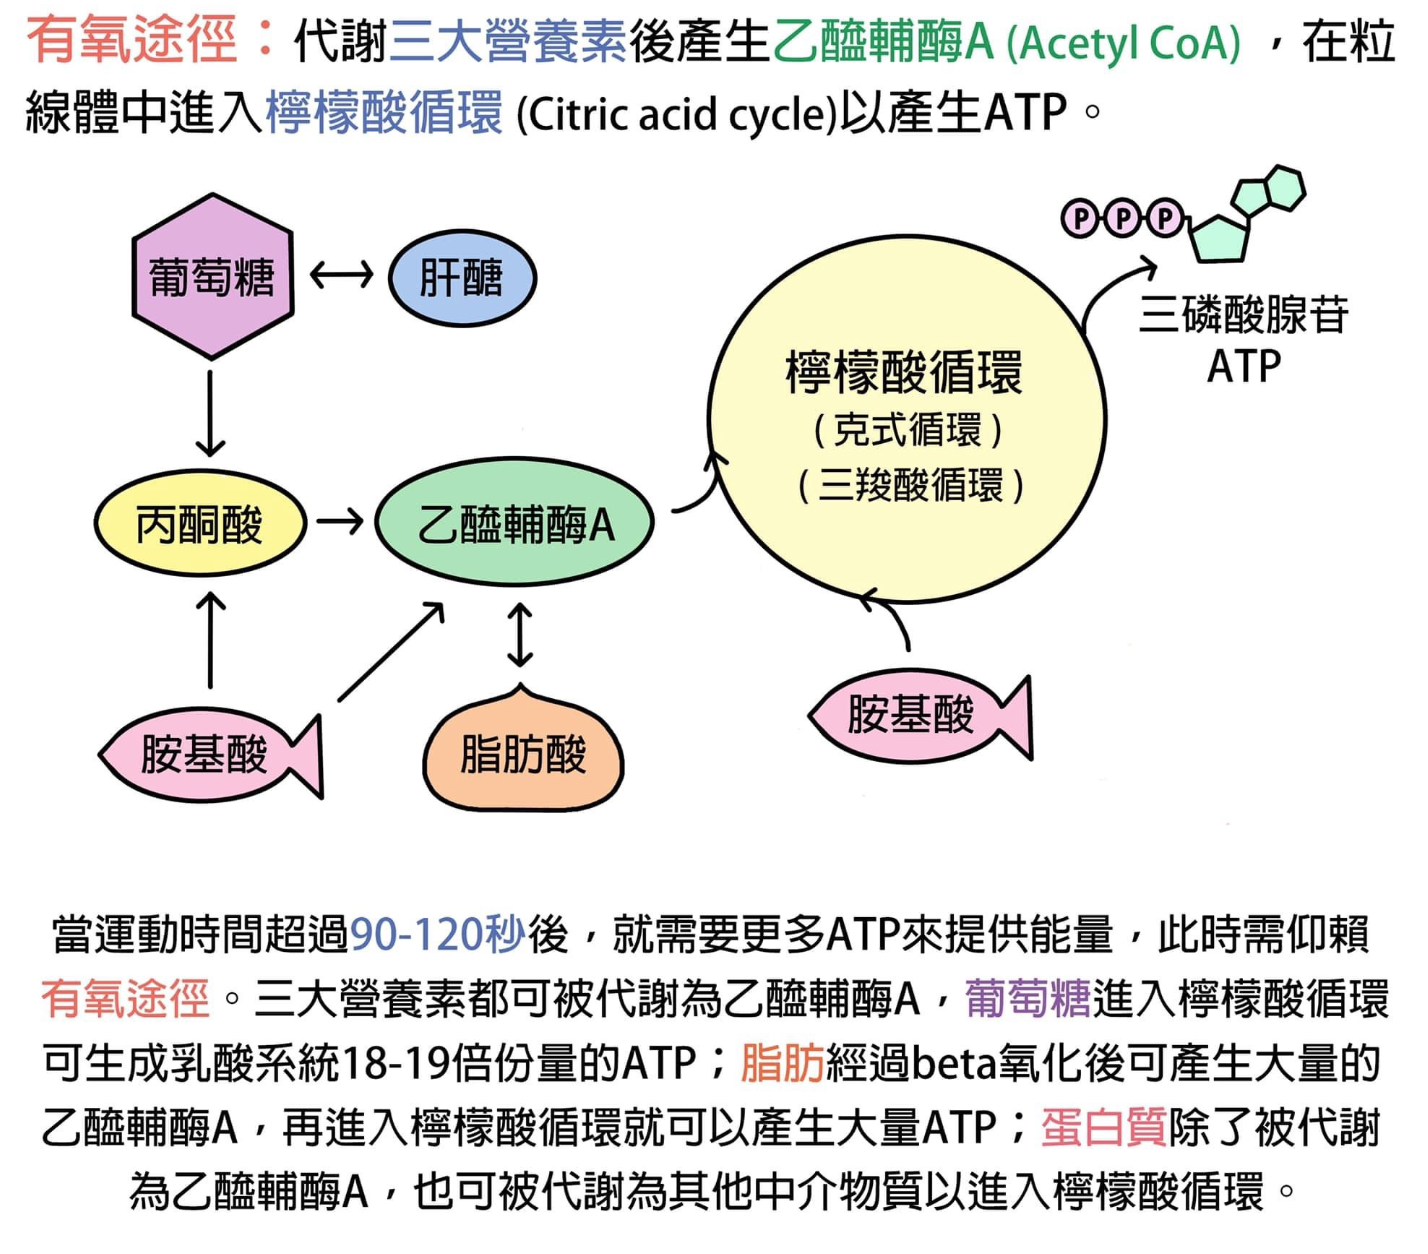 有氧途徑：代謝三大營養素後產生乙醯輔酶A (Acetyl CoA) ，在粒
線體中進入檸檬酸循環 (Citric acid cycle)以產生ATP。
葡萄糖
肝醣
P P P
三磷酸腺苷
ATP
檸檬酸循環
（克式循環）
（三羧酸循環）
丙酮酸
乙醯輔酶A
胺基酸
脂肪酸
胺基酸
當運動時間超過90-120秒後，就需要更多ATP來提供能量，此時需仰賴
有氧途徑。三大營養素都可被代謝為乙醯輔酶A，葡萄糖進入檸檬酸循環
可生成乳酸系統18-19倍份量的ATP；脂肪經過beta氧化後可產生大量的
乙醯輔酶A，再進入檸檬酸循環就可以產生大量ATP；蛋白質除了被代謝
為乙醯輔酶A，也可被代謝為其他中介物質以進入檸檬酸循環。